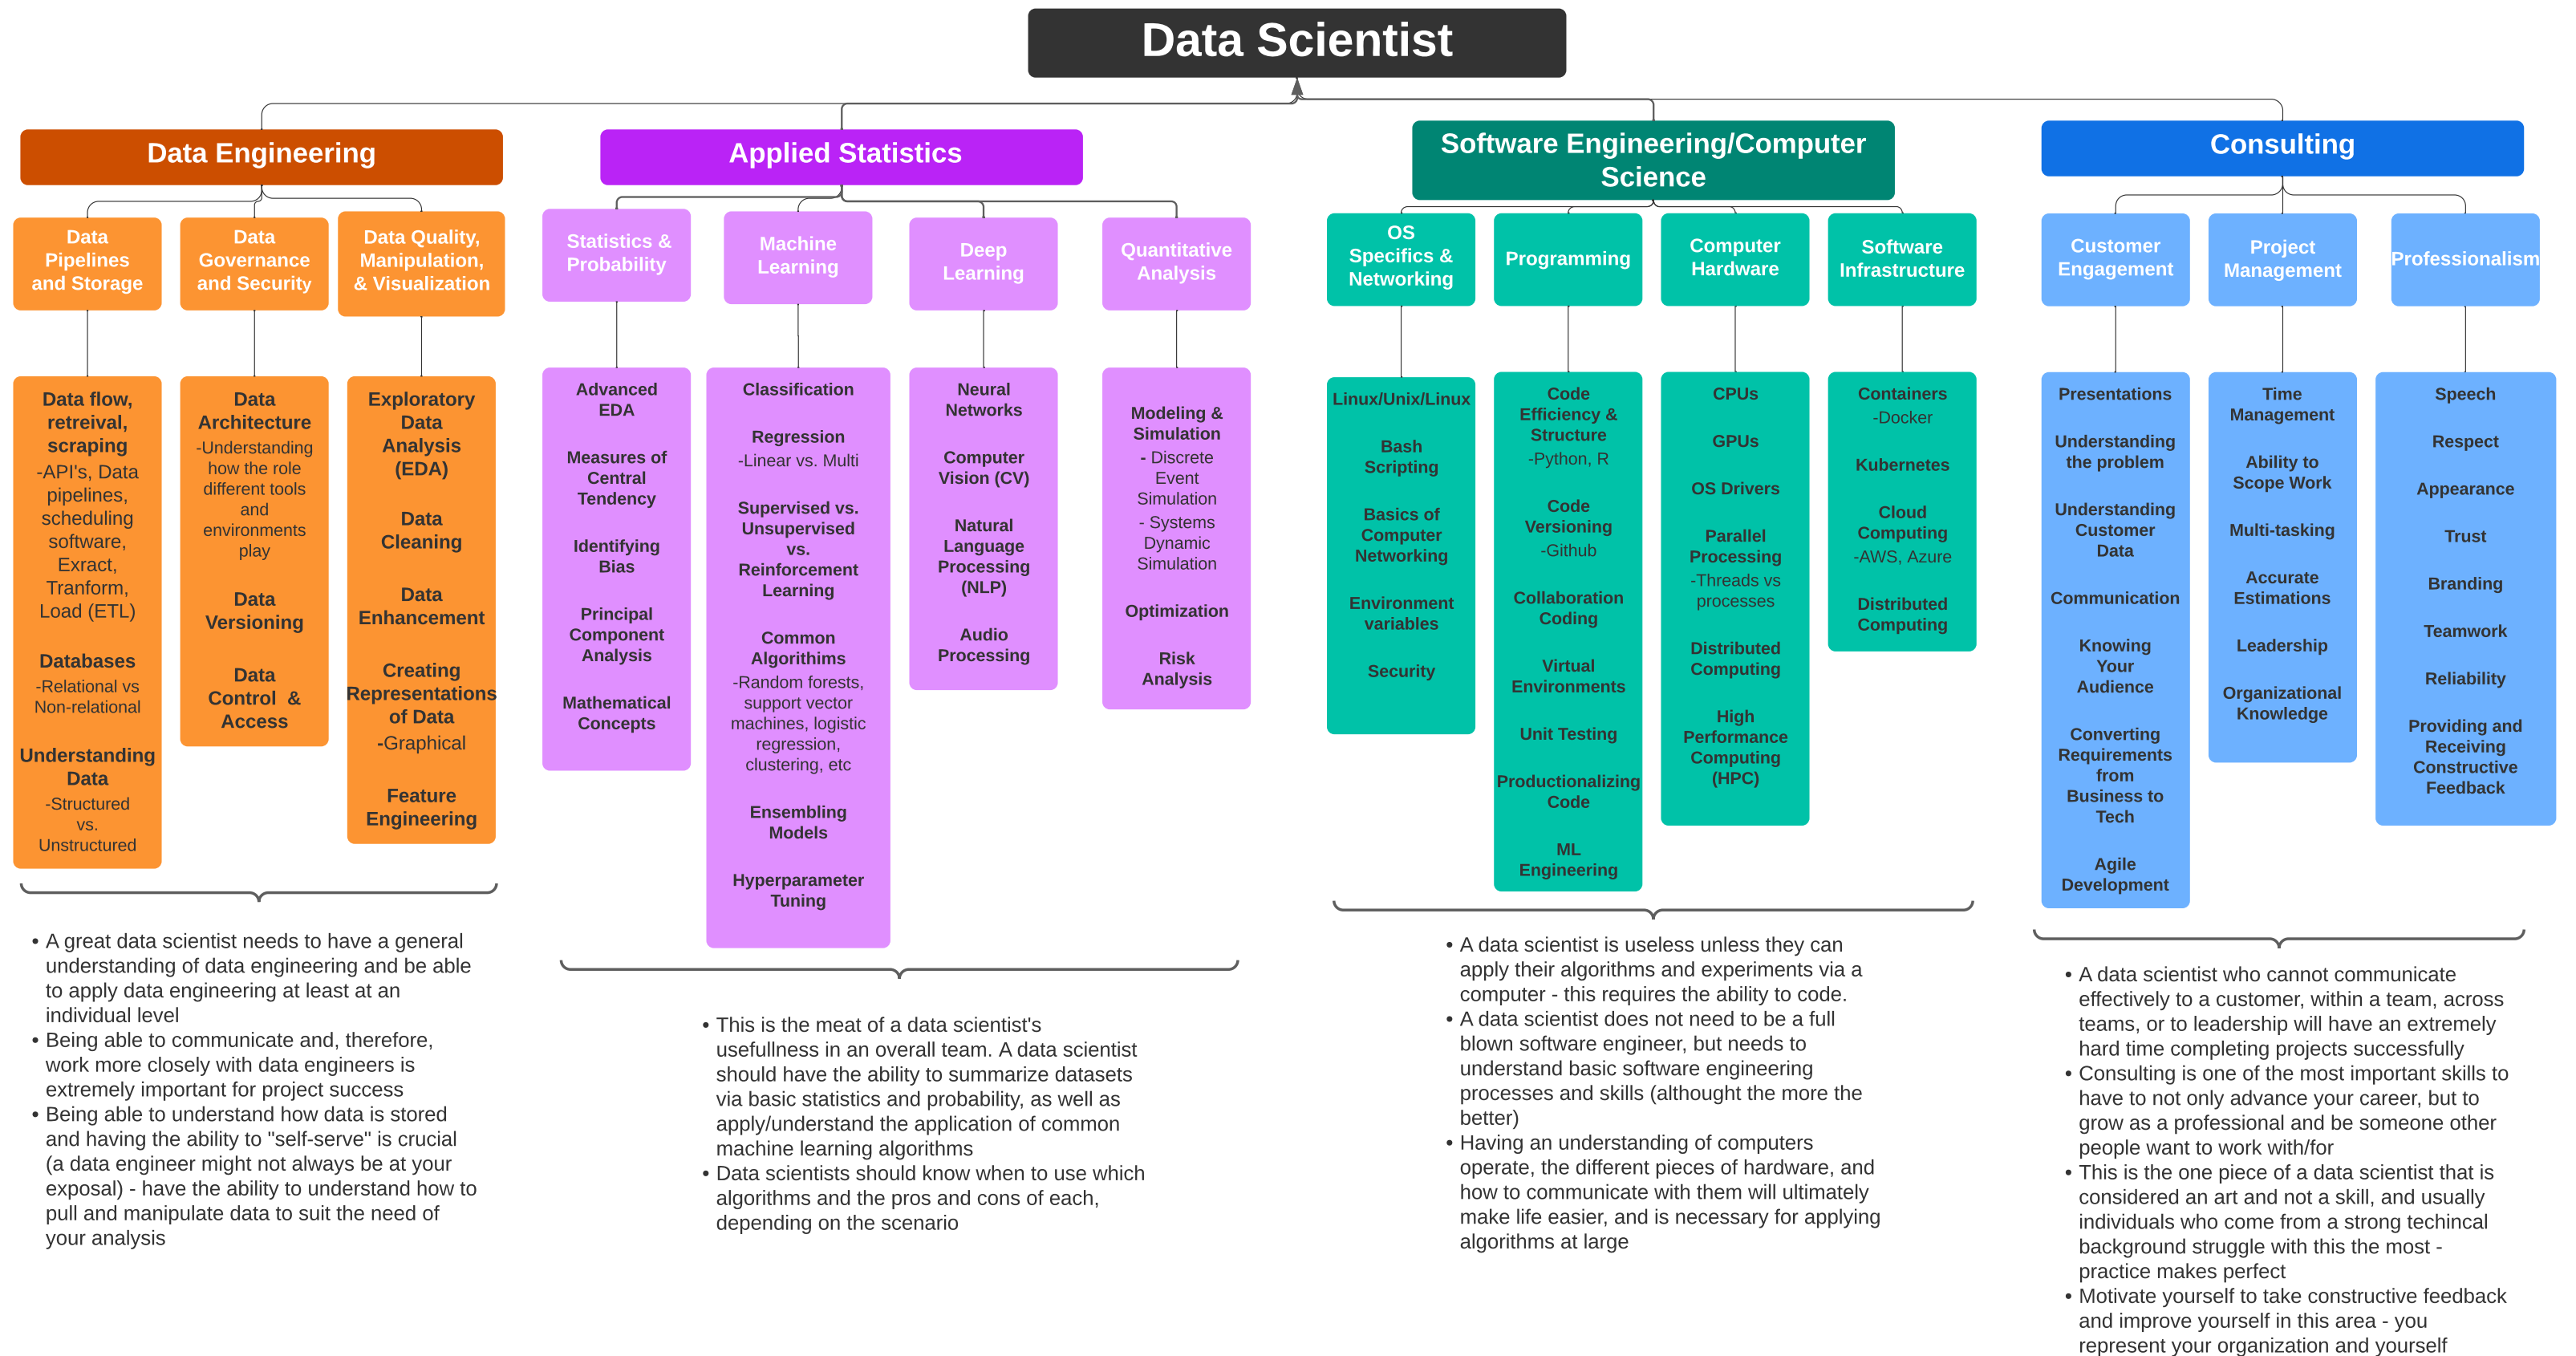 Data Scientist
Data Engineering
Data
Pipelines
and Storage
Data
Governance
and Security
Data Quality,
Manipulation,
& Visualization
Data flow,
retreival,
scraping
-API's, Data
pipelines,
scheduling
software,
Exract,
Tranform,
Load (ETL)
Databases
-Relational vs
Non-relational
Understanding
Data
-Structured
vs.
Unstructured
Data
Architecture
-Understanding
how the role
different tools
and
environments
play
Data
Versioning
Data
Control &
Access
Exploratory
Data
Analysis
(EDA)
Data
Cleaning
Data
Enhancement
Creating
Representations
of Data
-Graphical
Feature
Engineering
• A great data scientist needs to have a general
understanding of data engineering and be able
to apply data engineering at least at an
individual level
• Being able to communicate and, therefore,
work more closely with data engineers is
extremely important for project success
• Being able to understand how data is stored
and having the ability to "self-serve" is crucial
(a data engineer might not always be at your
exposal) - have the ability to understand how to
pull and manipulate data to suit the need of
your analysis
Applied Statistics
Statistics &
Probability
Machine
Learning
Deep
Learning
Quantitative
Analysis
Advanced
EDA
Measures of
Central
Tendency
Identifying
Bias
Principal
Component
Analysis
Mathematical
Concepts
Classification
Regression
-Linear vs. Multi
Supervised vs.
Unsupervised
vs.
Reinforcement
Learning
Common
Algorithims
-Random forests,
support vector
machines, logistic
regression,
clustering, etc
Ensembling
Models
Hyperparameter
Tuning
Neural
Networks
Computer
Vision (CV)
Natural
Language
Processing
(NLP)
Audio
Processing
Modeling &
Simulation
- Discrete
Event
Simulation
- Systems
Dynamic
Simulation
Optimization
Risk
Analysis
• This is the meat of a data scientist's
usefullness in an overall team. A data scientist
should have the ability to summarize datasets
via basic statistics and probability, as well as
apply/understand the application of common
machine learning algorithms
• Data scientists should know when to use which
algorithms and the pros and cons of each,
depending on the scenario
Software Engineering/Computer
Science
OS
Specifics &
Networking
Programming
Computer
Hardware
Software
Infrastructure
Linux/Unix/Linux
Bash
Scripting
Basics of
Computer
Networking
Environment
variables
Security
Code
Efficiency &
Structure
-Python, R
Code
Versioning
-Github
Collaboration
Coding
Virtual
Environments
Unit Testing
Productionalizing
Code
ML
Engineering
CPUs
GPUs
OS Drivers
Parallel
Processing
-Threads vs
processes
Distributed
Computing
High
Performance
Computing
(HPC)
Containers
-Docker
Kubernetes
Cloud
Computing
-AWS, Azure
Distributed
Computing
• A data scientist is useless unless they can
apply their algorithms and experiments via a
computer - this requires the ability to code.
• A data scientist does not need to be a full
blown software engineer, but needs to
understand basic software engineering
processes and skills (althought the more the
better)
• Having an understanding of computers
operate, the different pieces of hardware, and
how to communicate with them will ultimately
make life easier, and is necessary for applying
algorithms at large
Consulting
Customer
Engagement
Project
Management
Professionalism
Presentations
Understanding
the problem
Understanding
Customer
Data
Communication
Knowing
Your
Audience
Converting
Requirements
from
Business to
Tech
Agile
Development
Time
Management
Ability to
Scope Work
Multi-tasking
Accurate
Estimations
Leadership
Organizational
Knowledge
Speech
Respect
Appearance
Trust
Branding
Teamwork
Reliability
Providing and
Receiving
Constructive
Feedback
• A data scientist who cannot communicate
effectively to a customer, within a team, across
teams, or to leadership will have an extremely
hard time completing projects successfully
• Consulting is one of the most important skills to
have to not only advance your career, but to
grow as a professional and be someone other
people want to work with/for
• This is the one piece of a data scientist that is
considered an art and not a skill, and usually
individuals who come from a strong techincal
background struggle with this the most -
practice makes perfect
• Motivate yourself to take constructive feedback
and improve yourself in this area - you
represent your organization and yourself